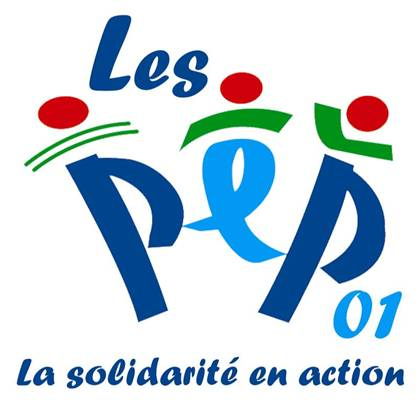 Les
pep
01
La solidarité en action